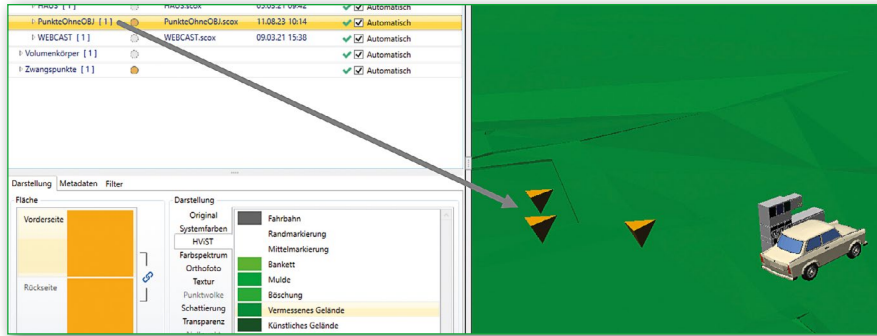 HAUS [ 1 ] HAUS.scox 03.03.21 09:42 Automatisch
PunkteOhneOBJ [ 1 ] PunkteOhneOBJ.scox 11.08.23 10:14 Automatisch
WEBCAST [ 1 ] WEBCAST.scox 09.03.21 15:38 Automatisch
Volumenkörper [ 1 ] Automatisch
Zwangspunkte [ 1 ] Automatisch
Darstellung Metadaten Filter
Fläche
Vorderseite
Rückseite
Darstellung
Original
Systemfarben
HViST
Farbspektrum
Orthofoto
Textur
Punktwolke
Schattierung
Transparenz
Fahrbahn
Randmarkierung
Mittelmarkierung
Bankett
Mulde
Böschung
Vermessenes Gelände
Künstliches Gelände